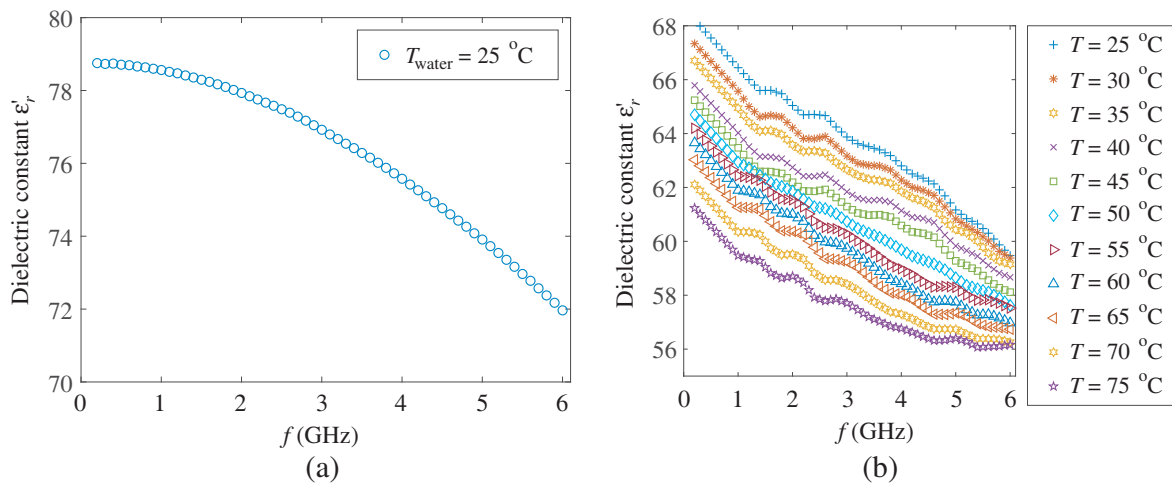 80
78
76
74
72
70
Dielectric constant ε'r
Twater = 25 °C
0 1 2 3 4 5 6
f (GHz)
(a)
68
66
64
62
60
58
56
Dielectric constant ε'r
0 1 2 3 4 5 6
f (GHz)
(b)
T = 25 °C
T = 30 °C
T = 35 °C
T = 40 °C
T = 45 °C
T = 50 °C
T = 55 °C
T = 60 °C
T = 65 °C
T = 70 °C
T = 75 °C